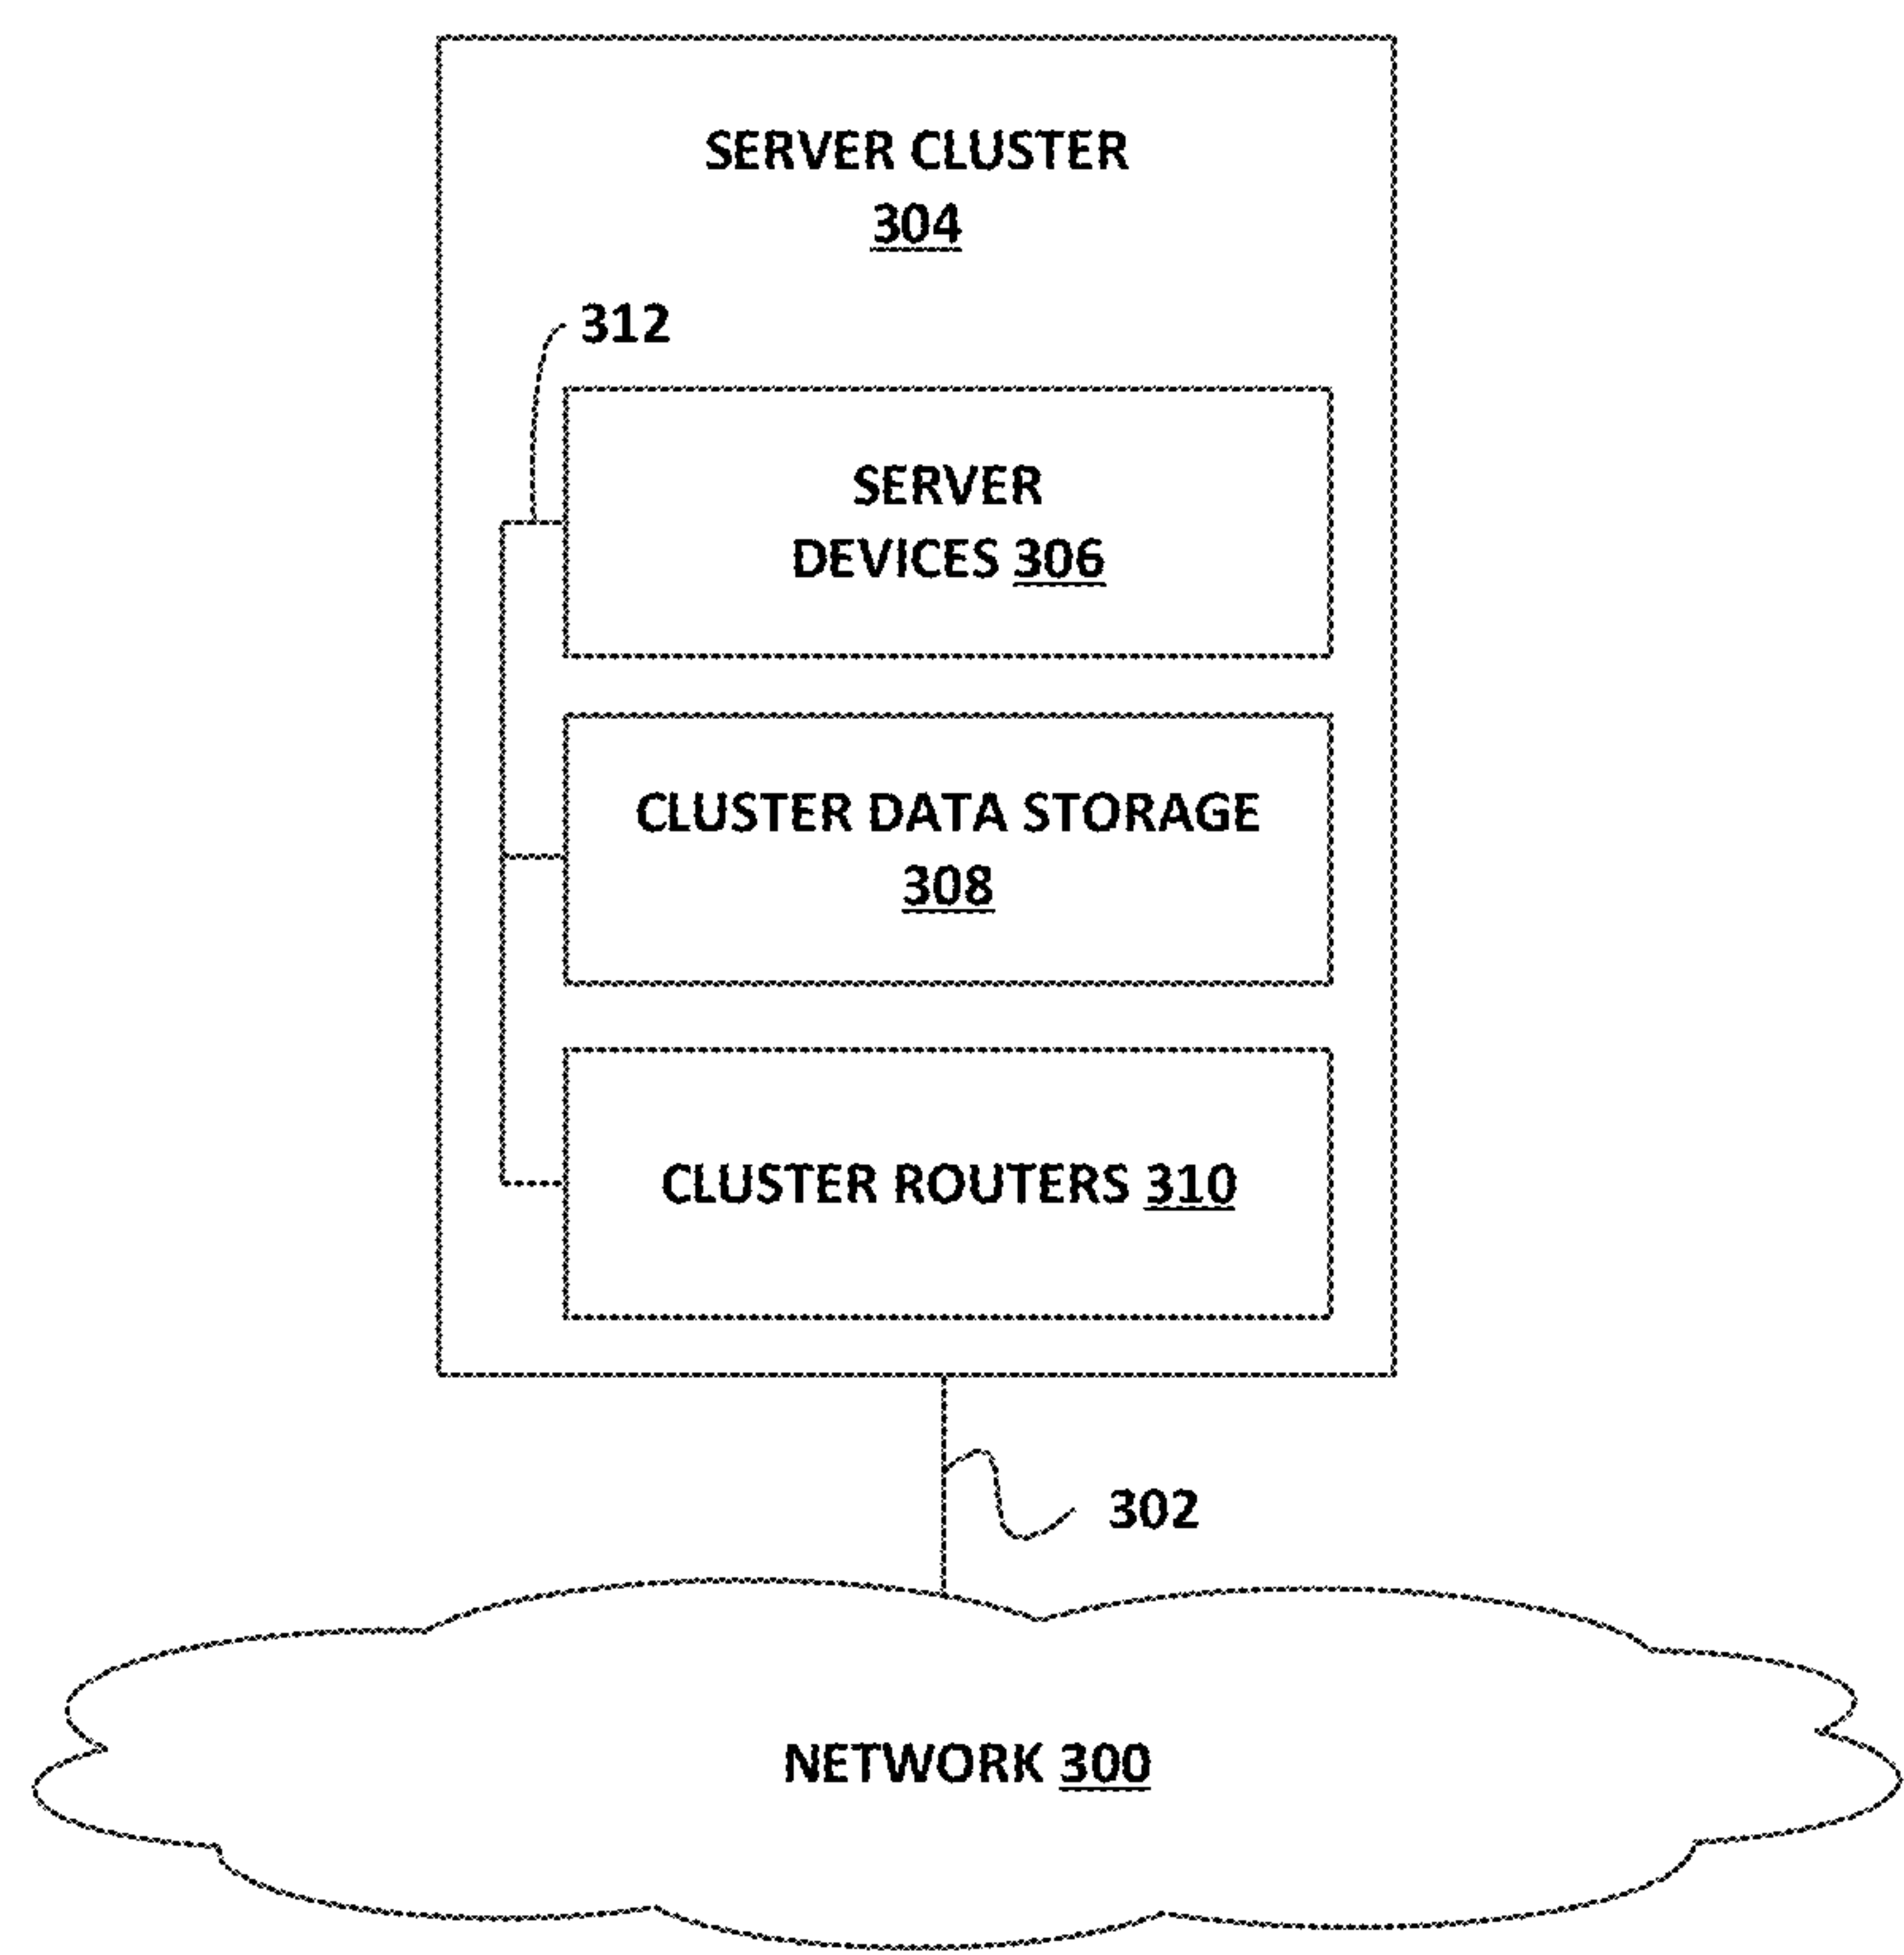 SERVER CLUSTER
304
312
SERVER
DEVICES 306
CLUSTER DATA STORAGE
308
CLUSTER ROUTERS 310
302
NETWORK 300